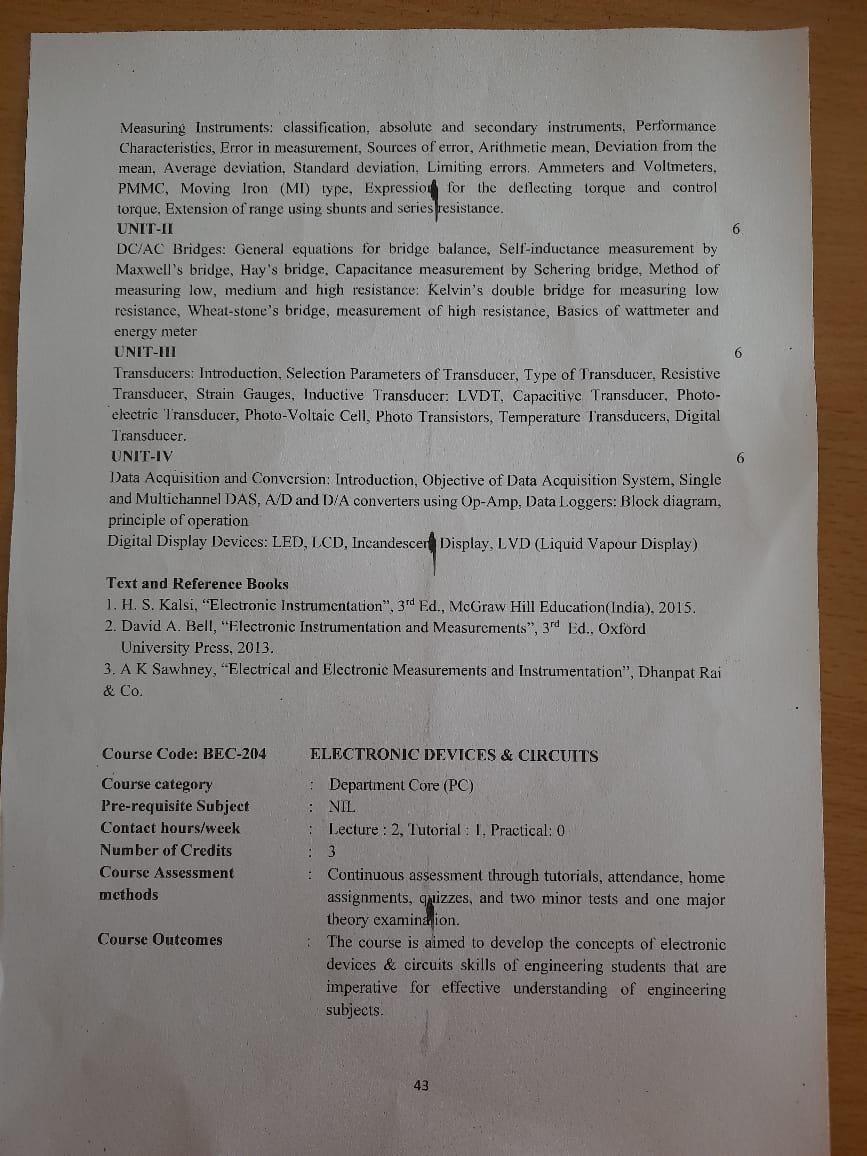 Measuring Instruments: classification, absolute and secondary instruments, Performance
Characteristics, Error in measurement, Sources of error, Arithmetic mean, Deviation from the
mean, Average deviation, Standard deviation, Limiting errors. Ammeters and Voltmeters,
PMMC, Moving Iron (MI) type, Expression for the deflecting torque and control
torque, Extension of range using shunts and series resistance.
UNIT-II 6
DC/AC Bridges: General equations for bridge balance, Self-inductance measurement by
Maxwell's bridge, Hay's bridge, Capacitance measurement by Schering bridge, Method of
measuring low, medium and high resistance: Kelvin's double bridge for measuring low
resistance, Wheat-stone's bridge, measurement of high resistance, Basics of wattmeter and
energy meter
UNIT-III 6
Transducers: Introduction, Selection Parameters of Transducer, Type of Transducer, Resistive
Transducer, Strain Gauges, Inductive Transducer: LVDT, Capacitive Transducer, Photo-
electric Transducer, Photo-Voltaic Cell, Photo Transistors, Temperature Transducers, Digital
Transducer.
UNIT-IV 6
Data Acquisition and Conversion: Introduction, Objective of Data Acquisition System, Single
and Multichannel DAS, A/D and D/A converters using Op-Amp, Data Loggers: Block diagram,
principle of operation
Digital Display Devices: LED, LCD, Incandescent Display, LVD (Liquid Vapour Display)
Text and Reference Books
1. H. S. Kalsi, “Electronic Instrumentation”, 3rd Ed., McGraw Hill Education(India), 2015.
2. David A. Bell, “Electronic Instrumentation and Measurements”, 3rd Ed., Oxford
University Press, 2013.
3. A K Sawhney, “Electrical and Electronic Measurements and Instrumentation”, Dhanpat Rai
& Co.
Course Code: BEC-204 ELECTRONIC DEVICES & CIRCUITS
Course category : Department Core (PC)
Pre-requisite Subject : NIL
Contact hours/week : Lecture : 2, Tutorial : 1, Practical: 0
Number of Credits : 3
Course Assessment : Continuous assessment through tutorials, attendance, home
methods assignments, quizzes, and two minor tests and one major
theory examination.
Course Outcomes : The course is aimed to develop the concepts of electronic
devices & circuits skills of engineering students that are
imperative for effective understanding of engineering
subjects.
43